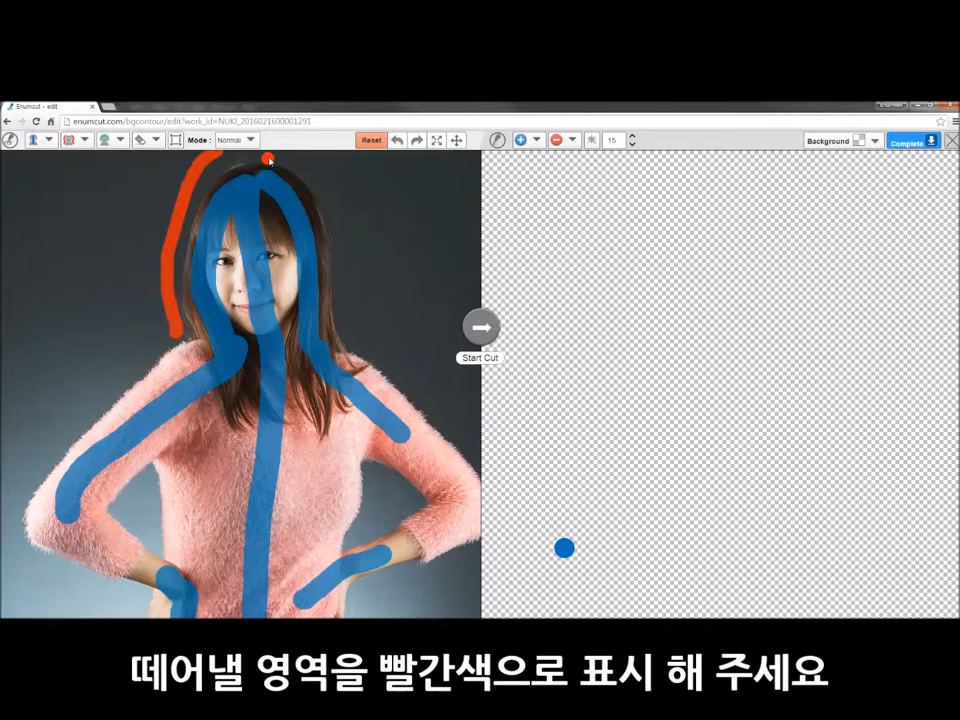 Enumcut - edit
enumcut.com/bgcontour/edit?work_id=NUKI_2016021600001291
Mode : Normal Reset 15 Background Complete
Start Cut
떼어낼 영역을 빨간색으로 표시 해 주세요